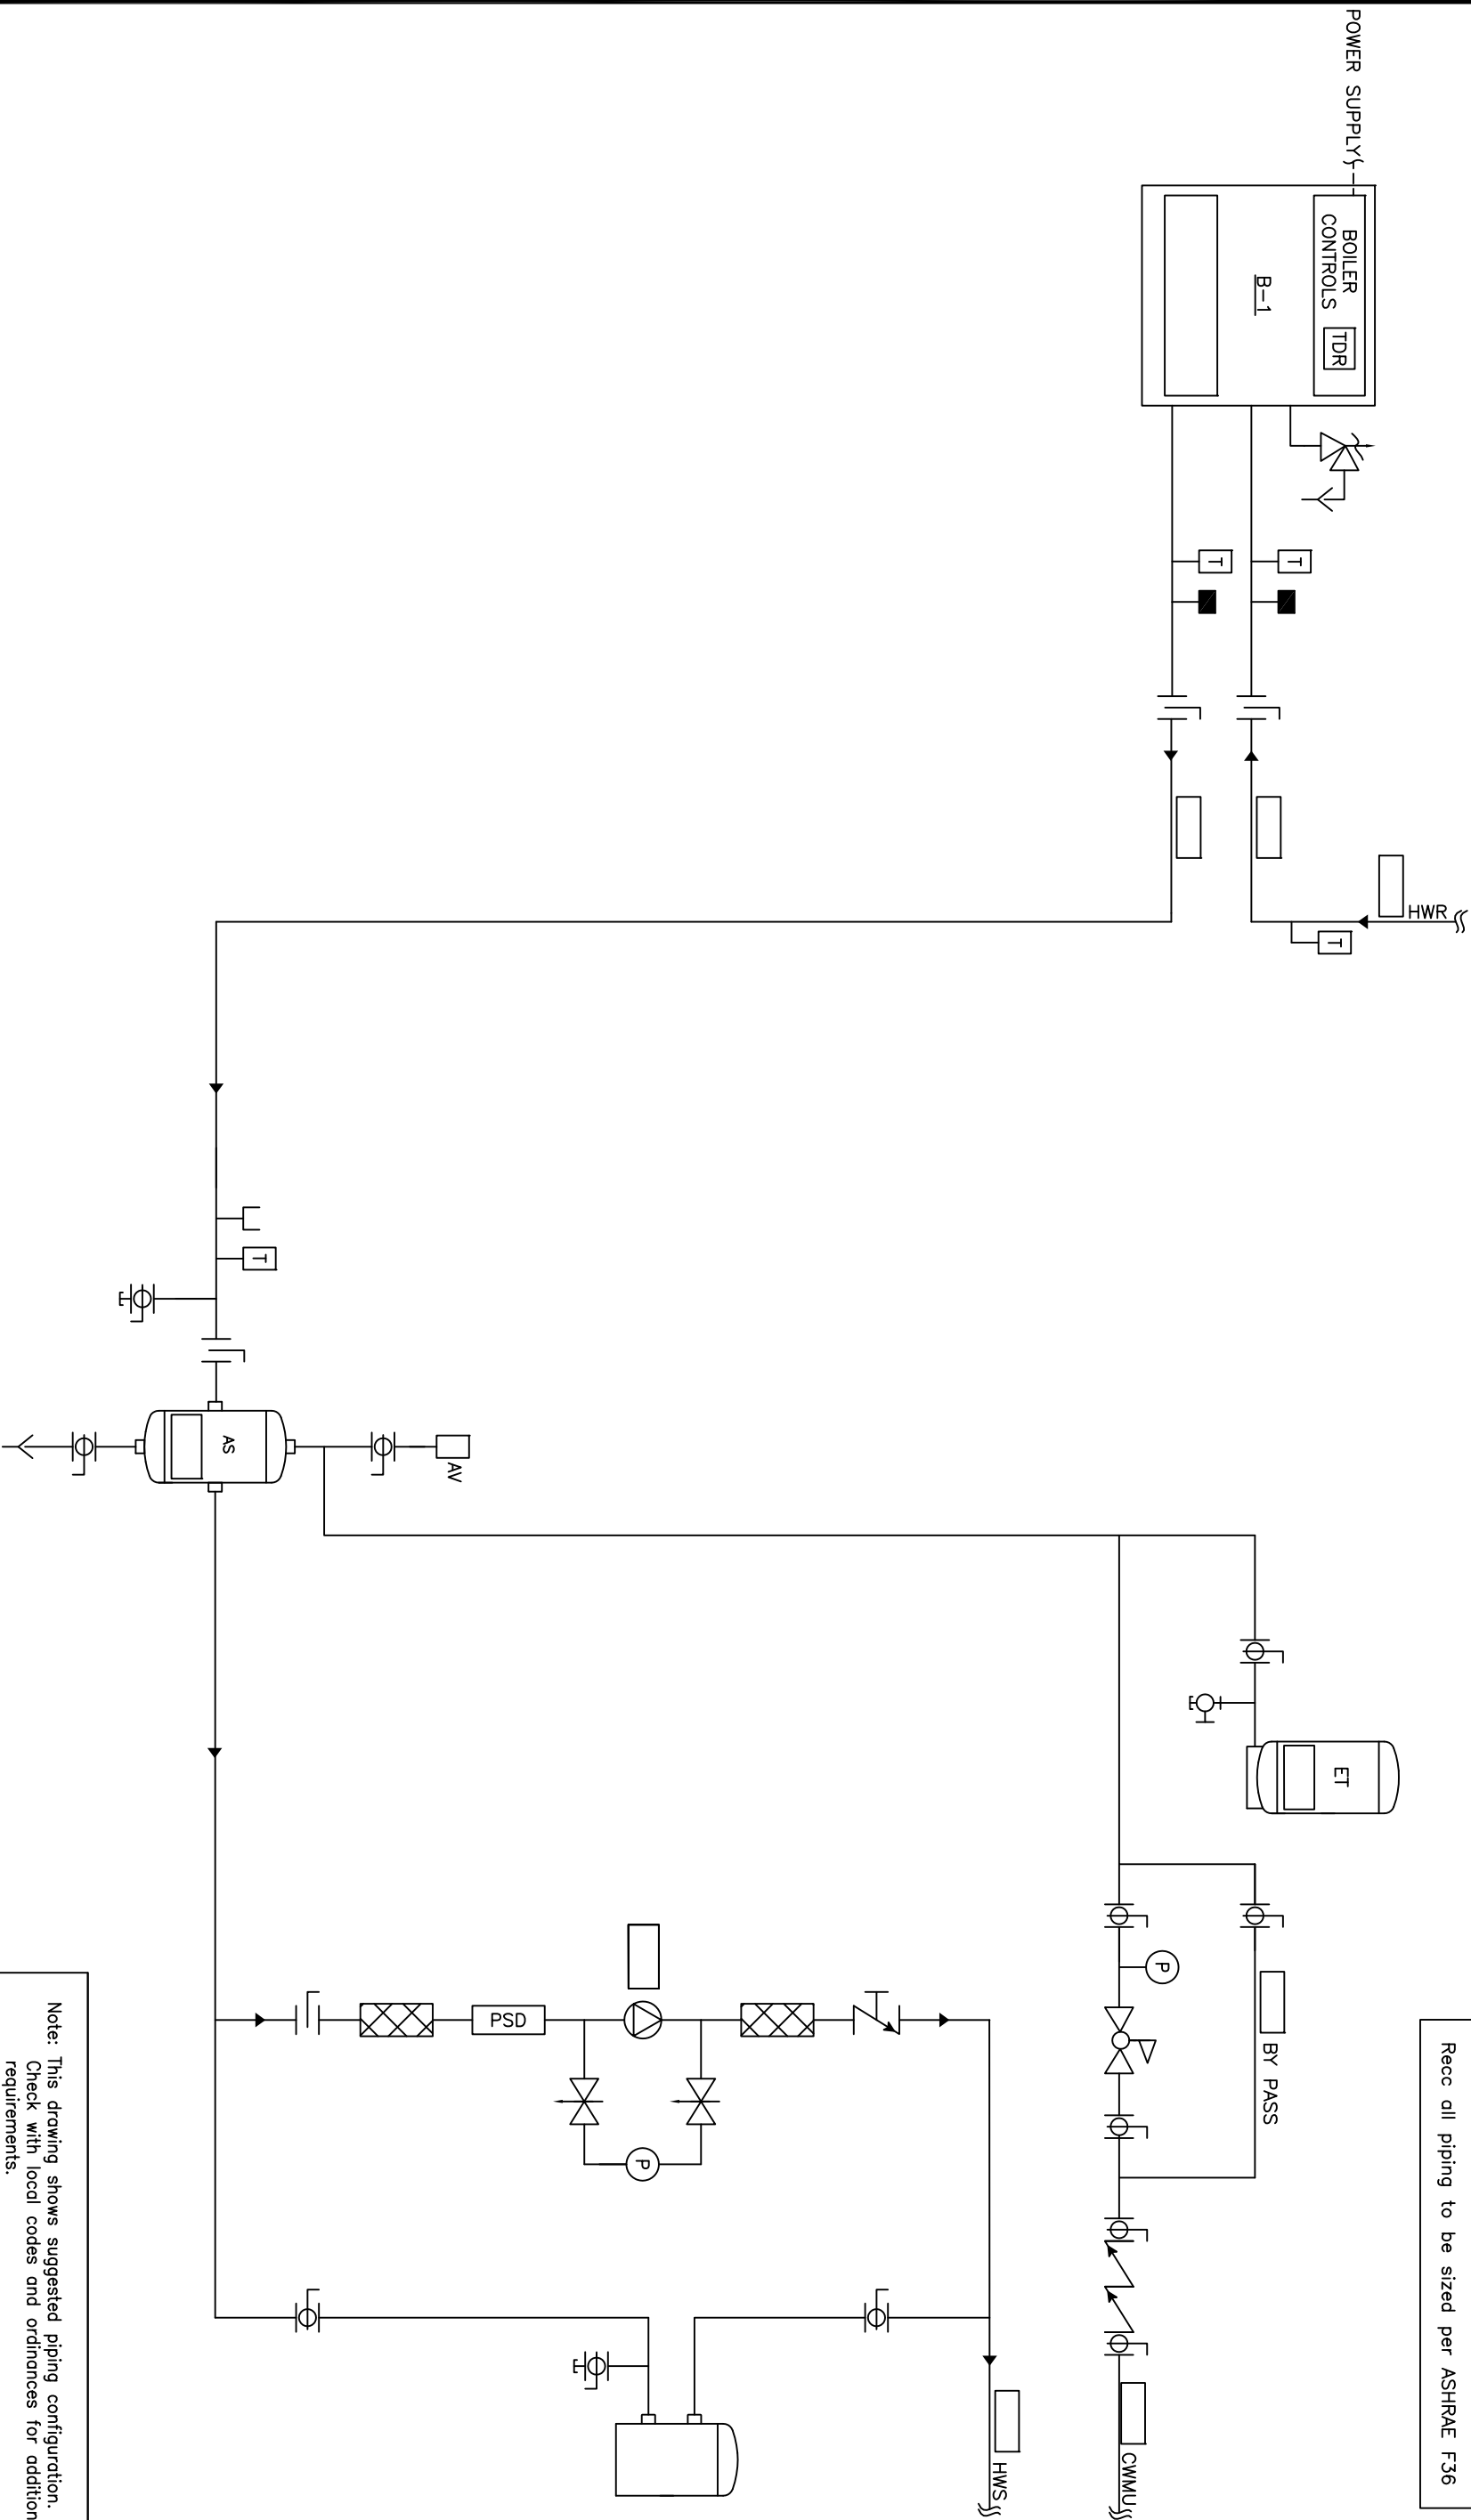 POWER SUPPLY
BOILER
CONTROLS
TDR
B-1
T
T
HWR
T
T
AS
AV
ET
P
BY PASS
PSD
P
HWS
CWMU
Recc all piping to be sized per ASHRAE F36
Note: This drawing shows suggested piping configuration.
Check with local codes and ordinances for addition
requirements.